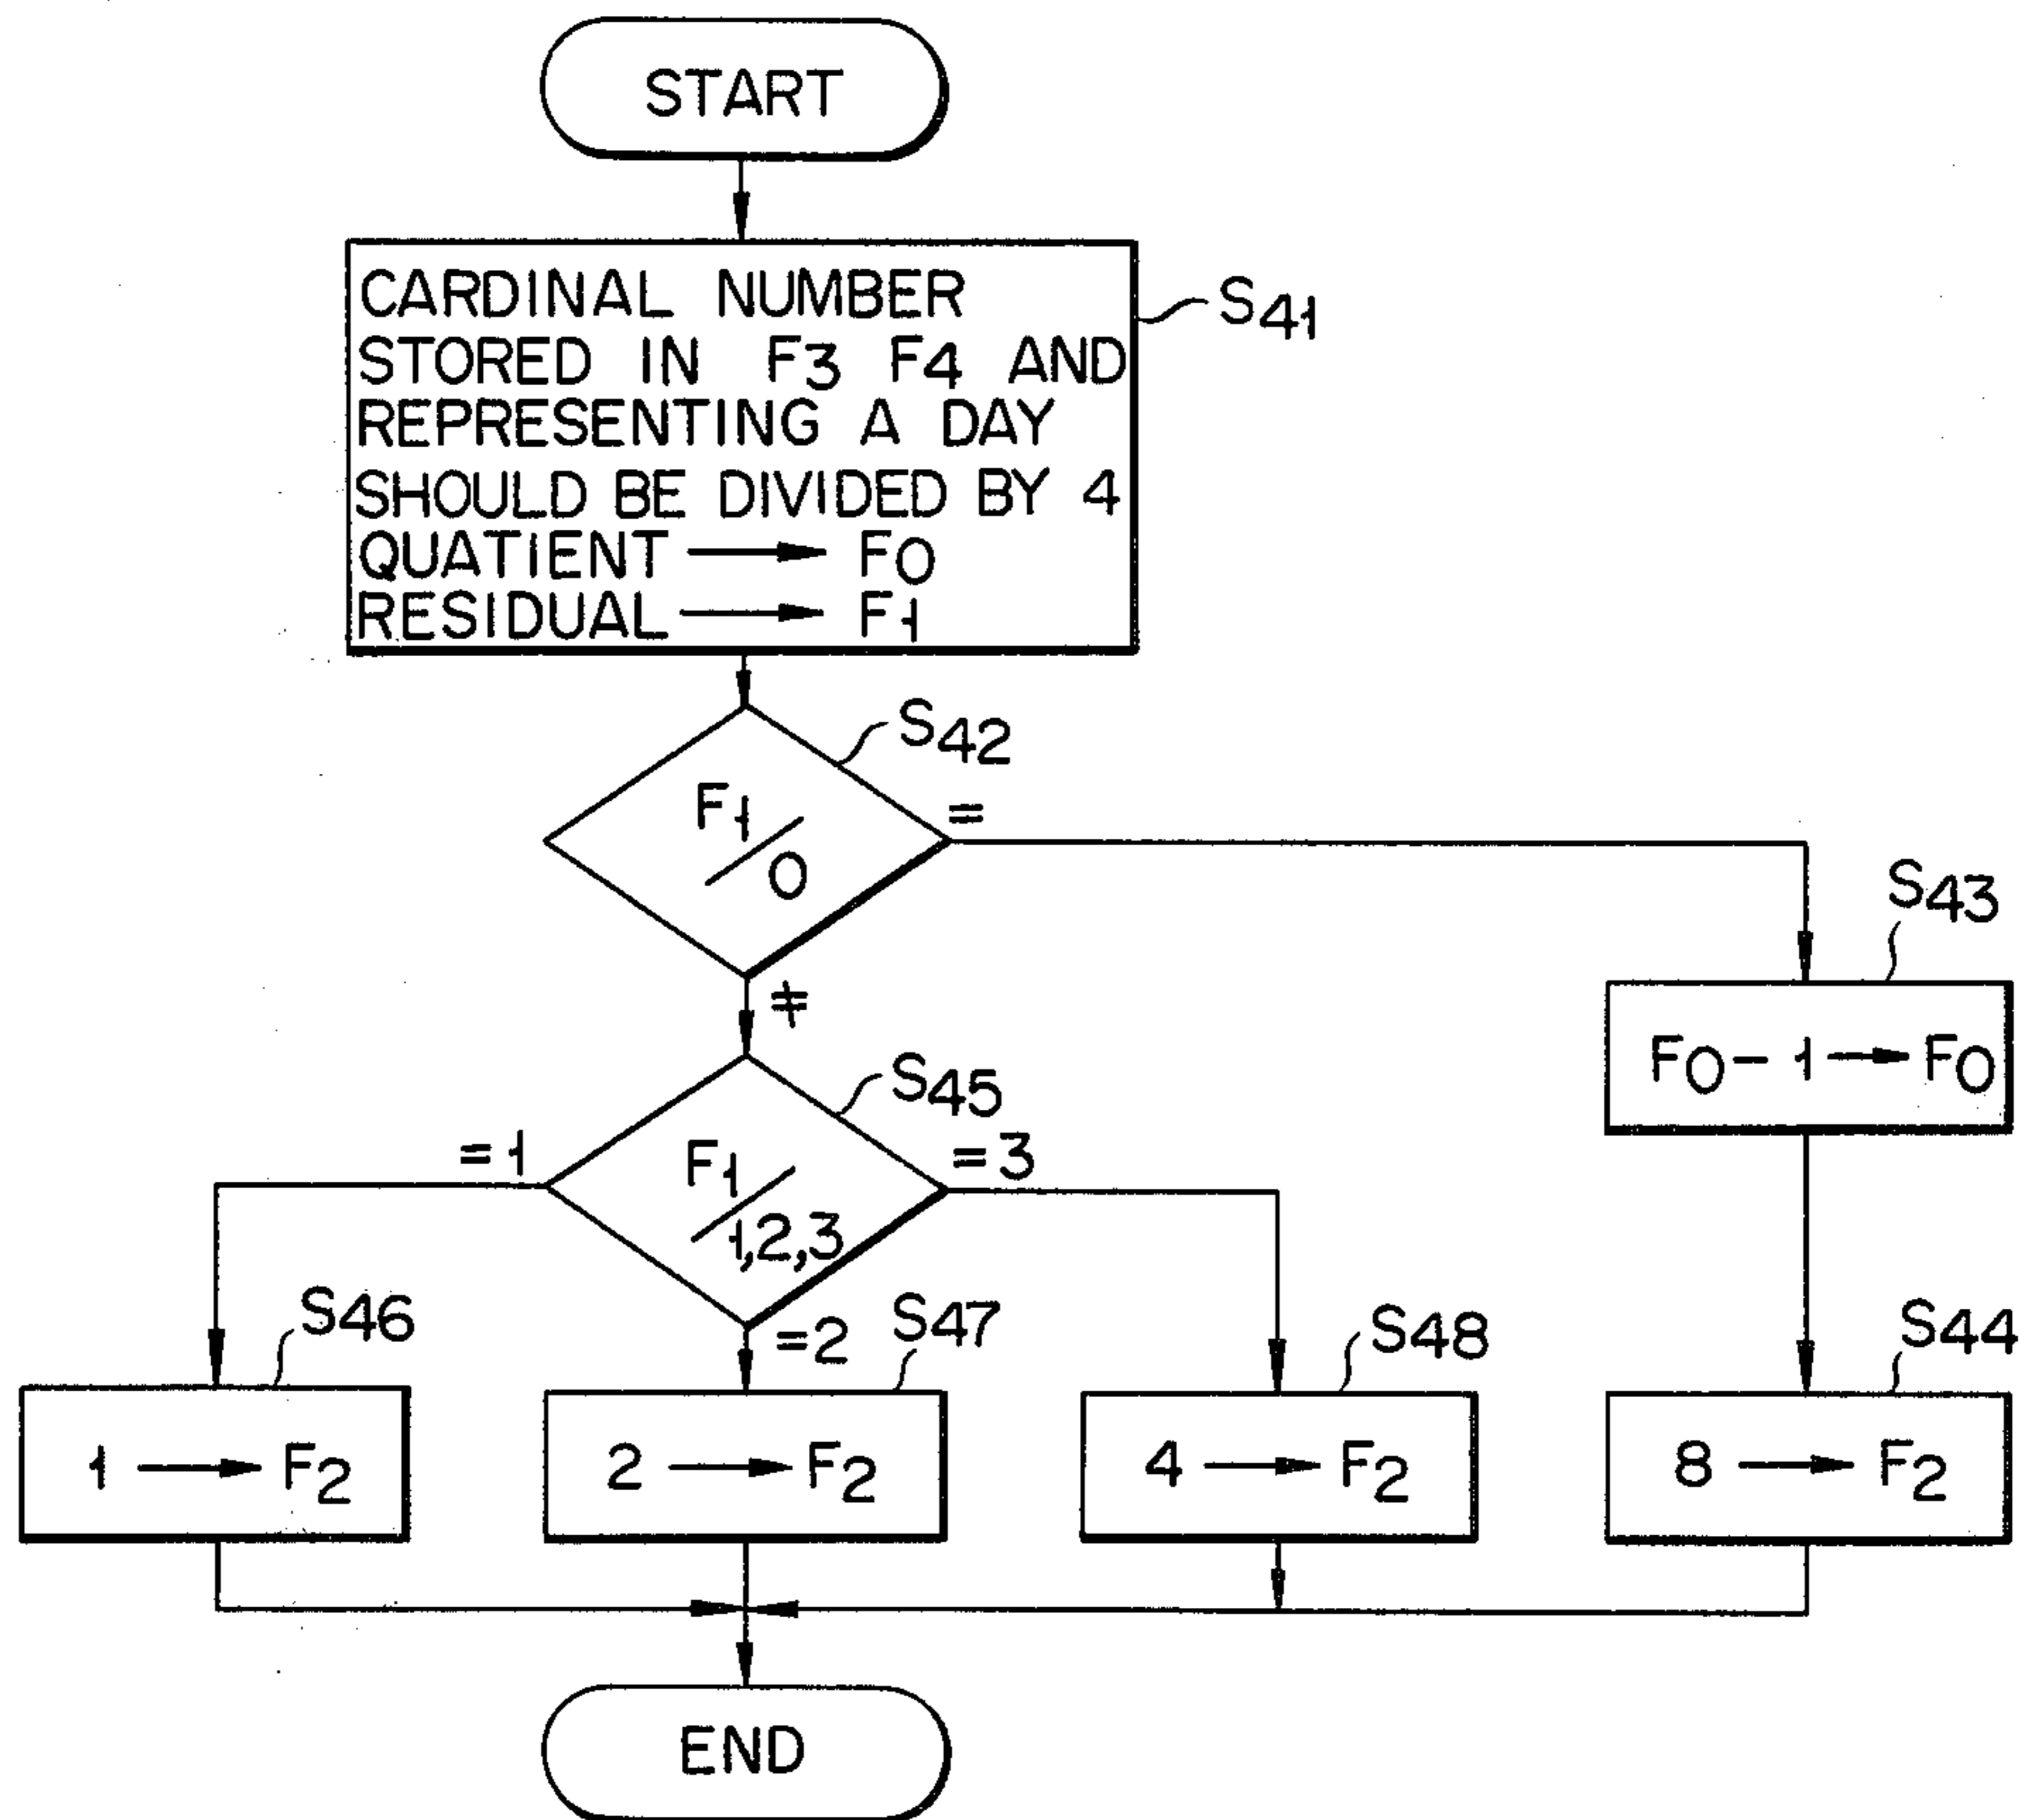 START
CARDINAL NUMBER
STORED IN F3 F4 AND
REPRESENTING A DAY
SHOULD BE DIVIDED BY 4
QUATIENT → F0
RESIDUAL → F1
S41
S42
F1/0
=
≠
S43
F0 – 1 → F0
S45
F1/1,2,3
=1
=3
=2
S46
1 → F2
S47
2 → F2
S48
4 → F2
S44
8 → F2
END